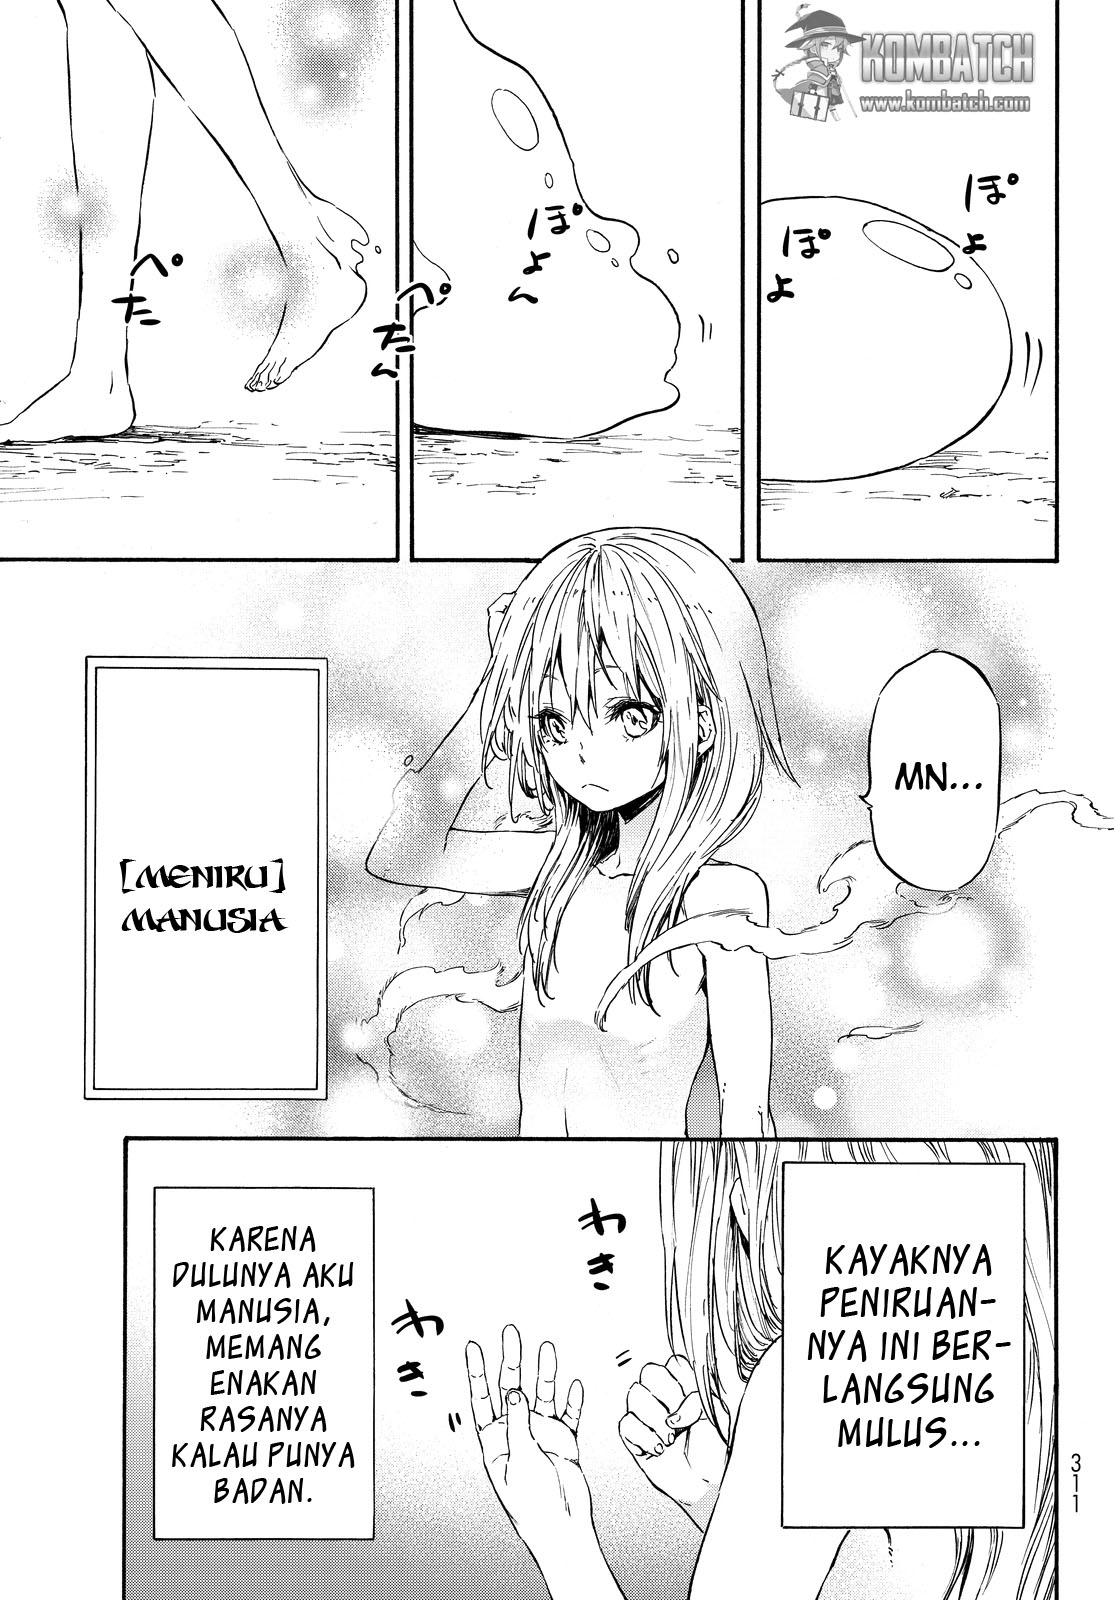 KOMBATCH
www.kombatch.com
ぽよ
ぽよ
ぽよん
ぺたん
ぺた
MN...
[MENIRU]
MANUSIA
KAYAKNYA
PENIRUAN-
NYA INI BER-
LANGSUNG
MULUS...
わき
わき
KARENA
DULUNYA AKU
MANUSIA,
MEMANG
ENAKAN
RASANYA
KALAU PUNYA
BADAN.
311